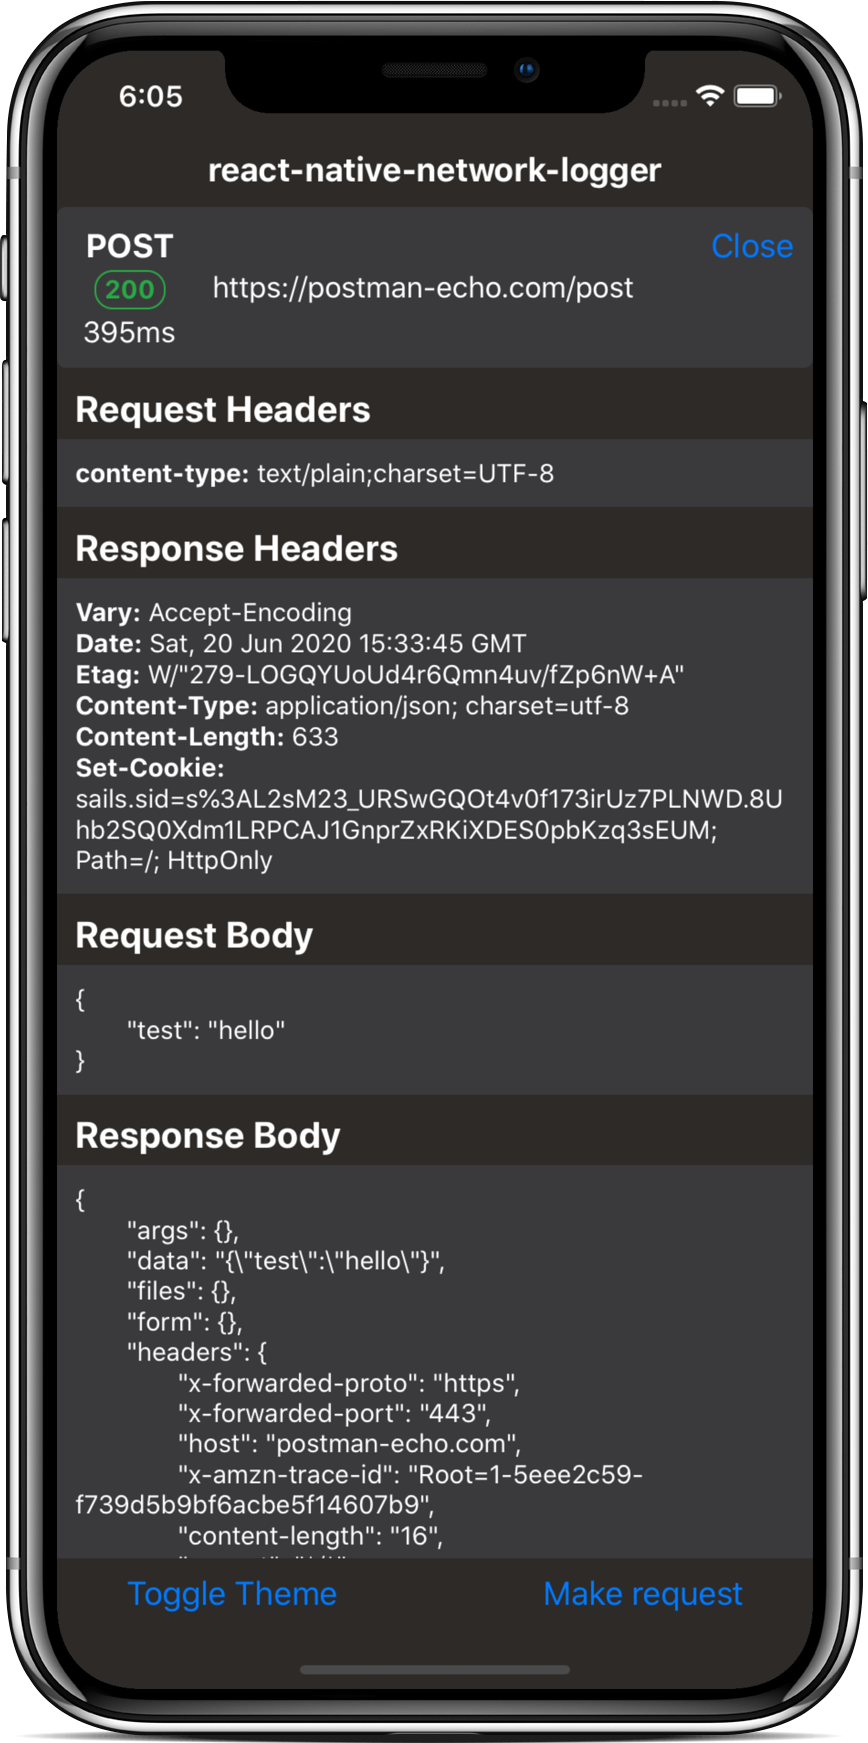 6:05
react-native-network-logger
POST
Close
200
https://postman-echo.com/post
395ms
Request Headers
content-type: text/plain;charset=UTF-8
Response Headers
Vary: Accept-Encoding
Date: Sat, 20 Jun 2020 15:33:45 GMT
Etag: W/"279-LOGQYUoUd4r6Qmn4uv/fZp6nW+A"
Content-Type: application/json; charset=utf-8
Content-Length: 633
Set-Cookie:
sails.sid=s%3AL2sM23_URSwGQOt4v0f173irUz7PLNWD.8U
hb2SQ0Xdm1LRPCAJ1GnprZxRKiXDES0pbKzq3sEUM;
Path=/; HttpOnly
Request Body
{
"test": "hello"
}
Response Body
{
"args": {},
"data": "{\"test\":\"hello\"}",
"files": {},
"form": {},
"headers": {
"x-forwarded-proto": "https",
"x-forwarded-port": "443",
"host": "postman-echo.com",
"x-amzn-trace-id": "Root=1-5eee2c59-
f739d5b9bf6acbe5f14607b9",
"content-length": "16",
Toggle Theme
Make request